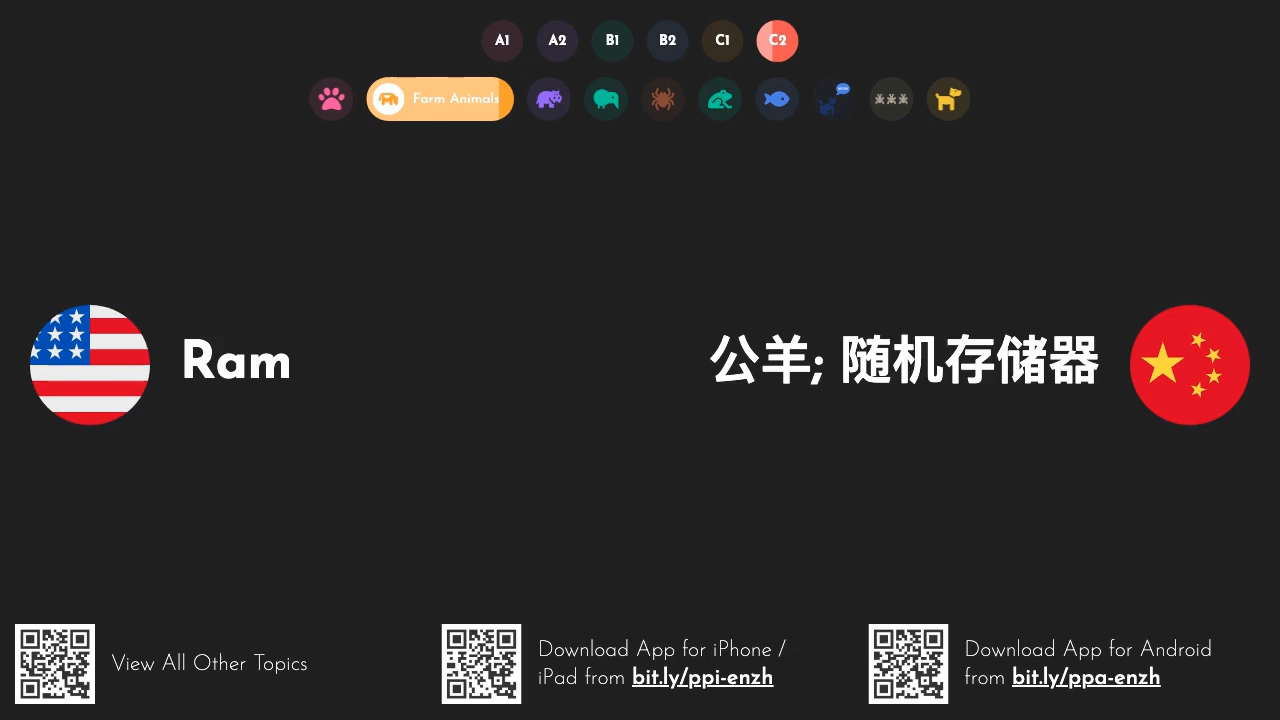 A1 A2 B1 B2 C1 C2
Farm Animals
Ram
公羊; 随机存储器
View All Other Topics
Download App for iPhone /
iPad from bit.ly/ppi-enzh
Download App for Android
from bit.ly/ppa-enzh